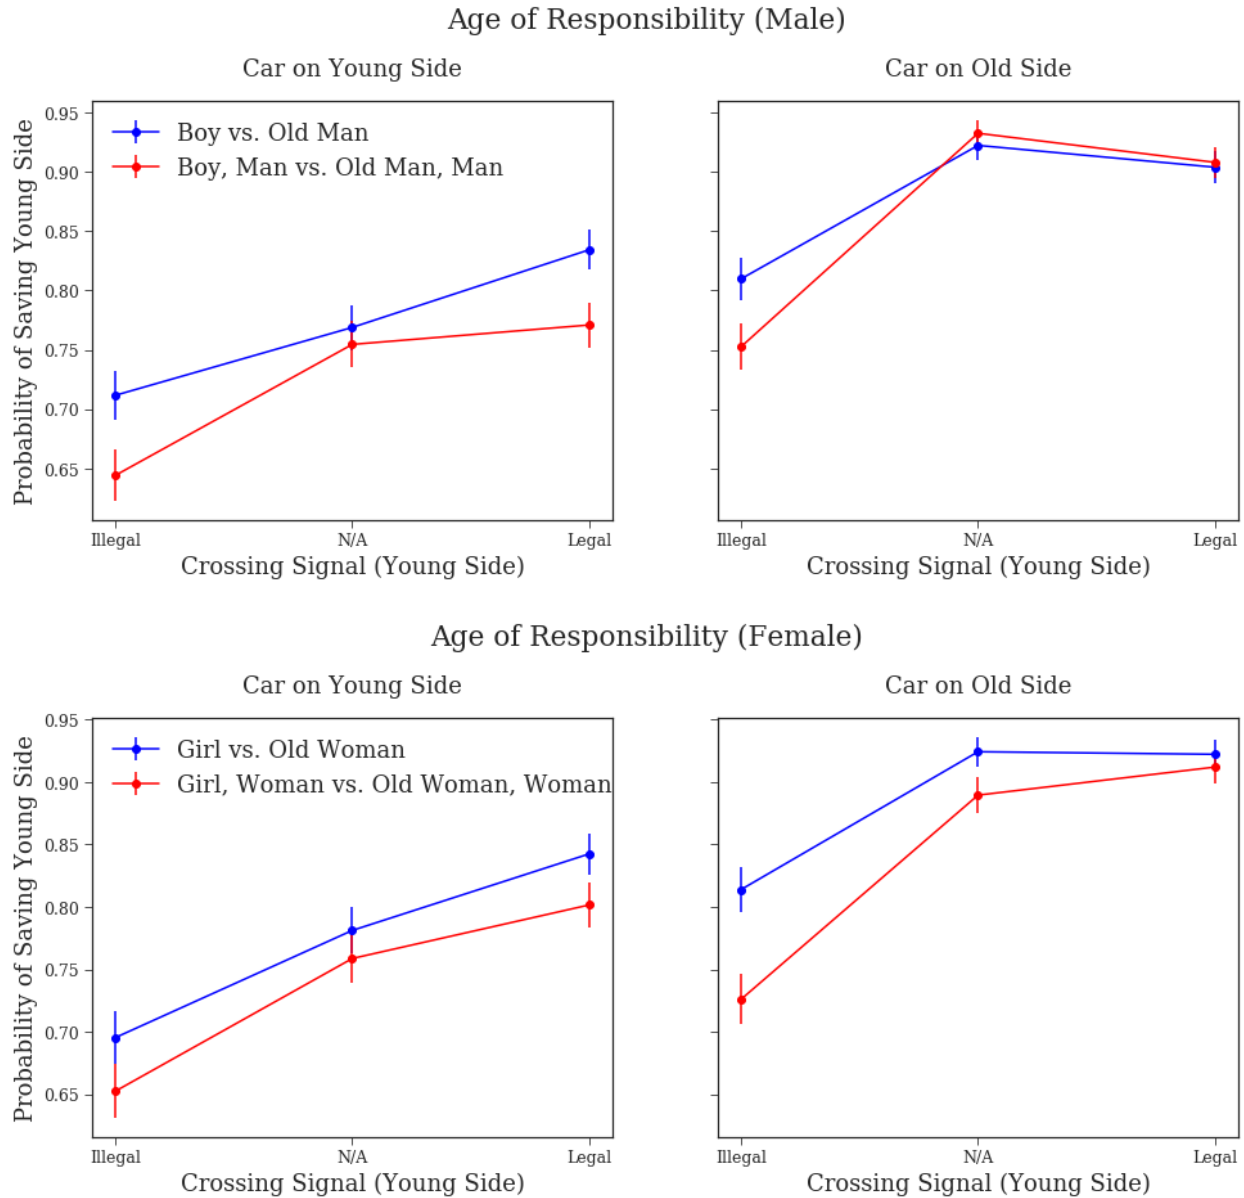 Age of Responsibility (Male)
Car on Young Side
Car on Old Side
Probability of Saving Young Side
0.95
0.90
0.85
0.80
0.75
0.70
0.65
Boy vs. Old Man
Boy, Man vs. Old Man, Man
Illegal
N/A
Legal
Crossing Signal (Young Side)
Illegal
N/A
Legal
Crossing Signal (Young Side)
Age of Responsibility (Female)
Car on Young Side
Car on Old Side
Probability of Saving Young Side
0.95
0.90
0.85
0.80
0.75
0.70
0.65
Girl vs. Old Woman
Girl, Woman vs. Old Woman, Woman
Illegal
N/A
Legal
Crossing Signal (Young Side)
Illegal
N/A
Legal
Crossing Signal (Young Side)